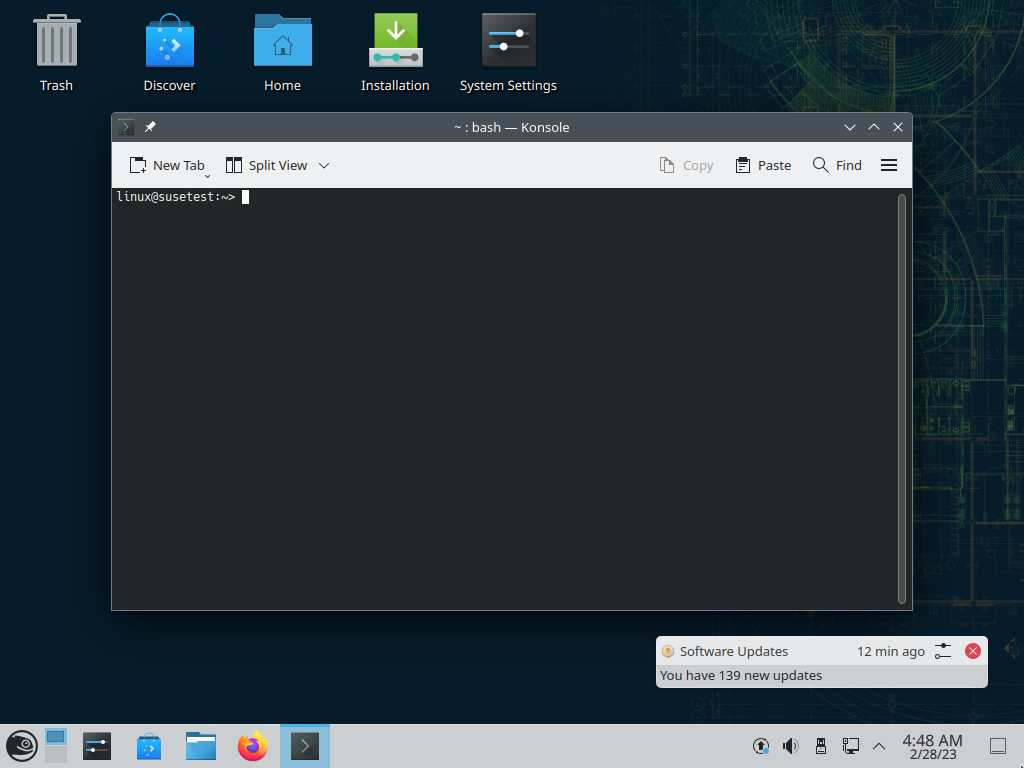 Trash
Discover
Home
Installation
System Settings
~ : bash — Konsole
New Tab
Split View
Copy
Paste
Find
linux@susetest:~>
Software Updates
12 min ago
You have 139 new updates
4:48 AM
2/28/23